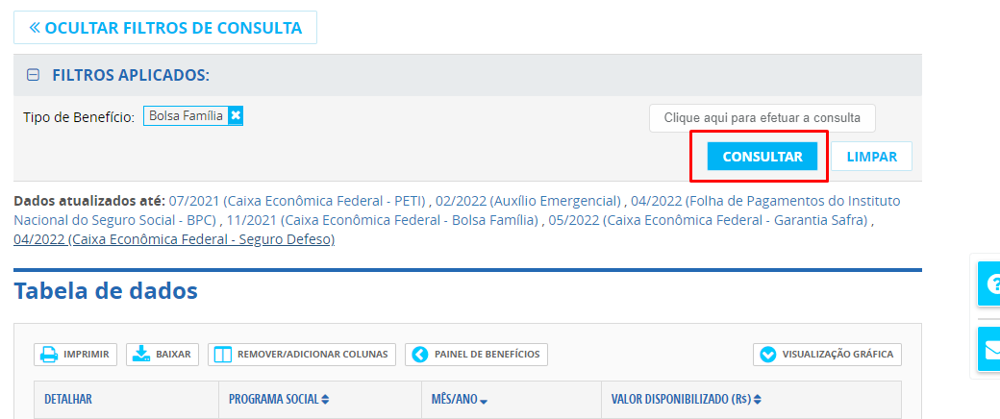 OCULTAR FILTROS DE CONSULTA
FILTROS APLICADOS:
Tipo de Benefício: Bolsa Família
Clique aqui para efetuar a consulta
CONSULTAR LIMPAR
Dados atualizados até: 07/2021 (Caixa Econômica Federal - PETI) , 02/2022 (Auxílio Emergencial) , 04/2022 (Folha de Pagamentos do Instituto
Nacional do Seguro Social - BPC) , 11/2021 (Caixa Econômica Federal - Bolsa Família) , 05/2022 (Caixa Econômica Federal - Garantia Safra) ,
04/2022 (Caixa Econômica Federal - Seguro Defeso)
Tabela de dados
IMPRIMIR BAIXAR REMOVER/ADICIONAR COLUNAS PAINEL DE BENEFÍCIOS VISUALIZAÇÃO GRÁFICA
DETALHAR PROGRAMA SOCIAL MÊS/ANO VALOR DISPONIBILIZADO (R$)